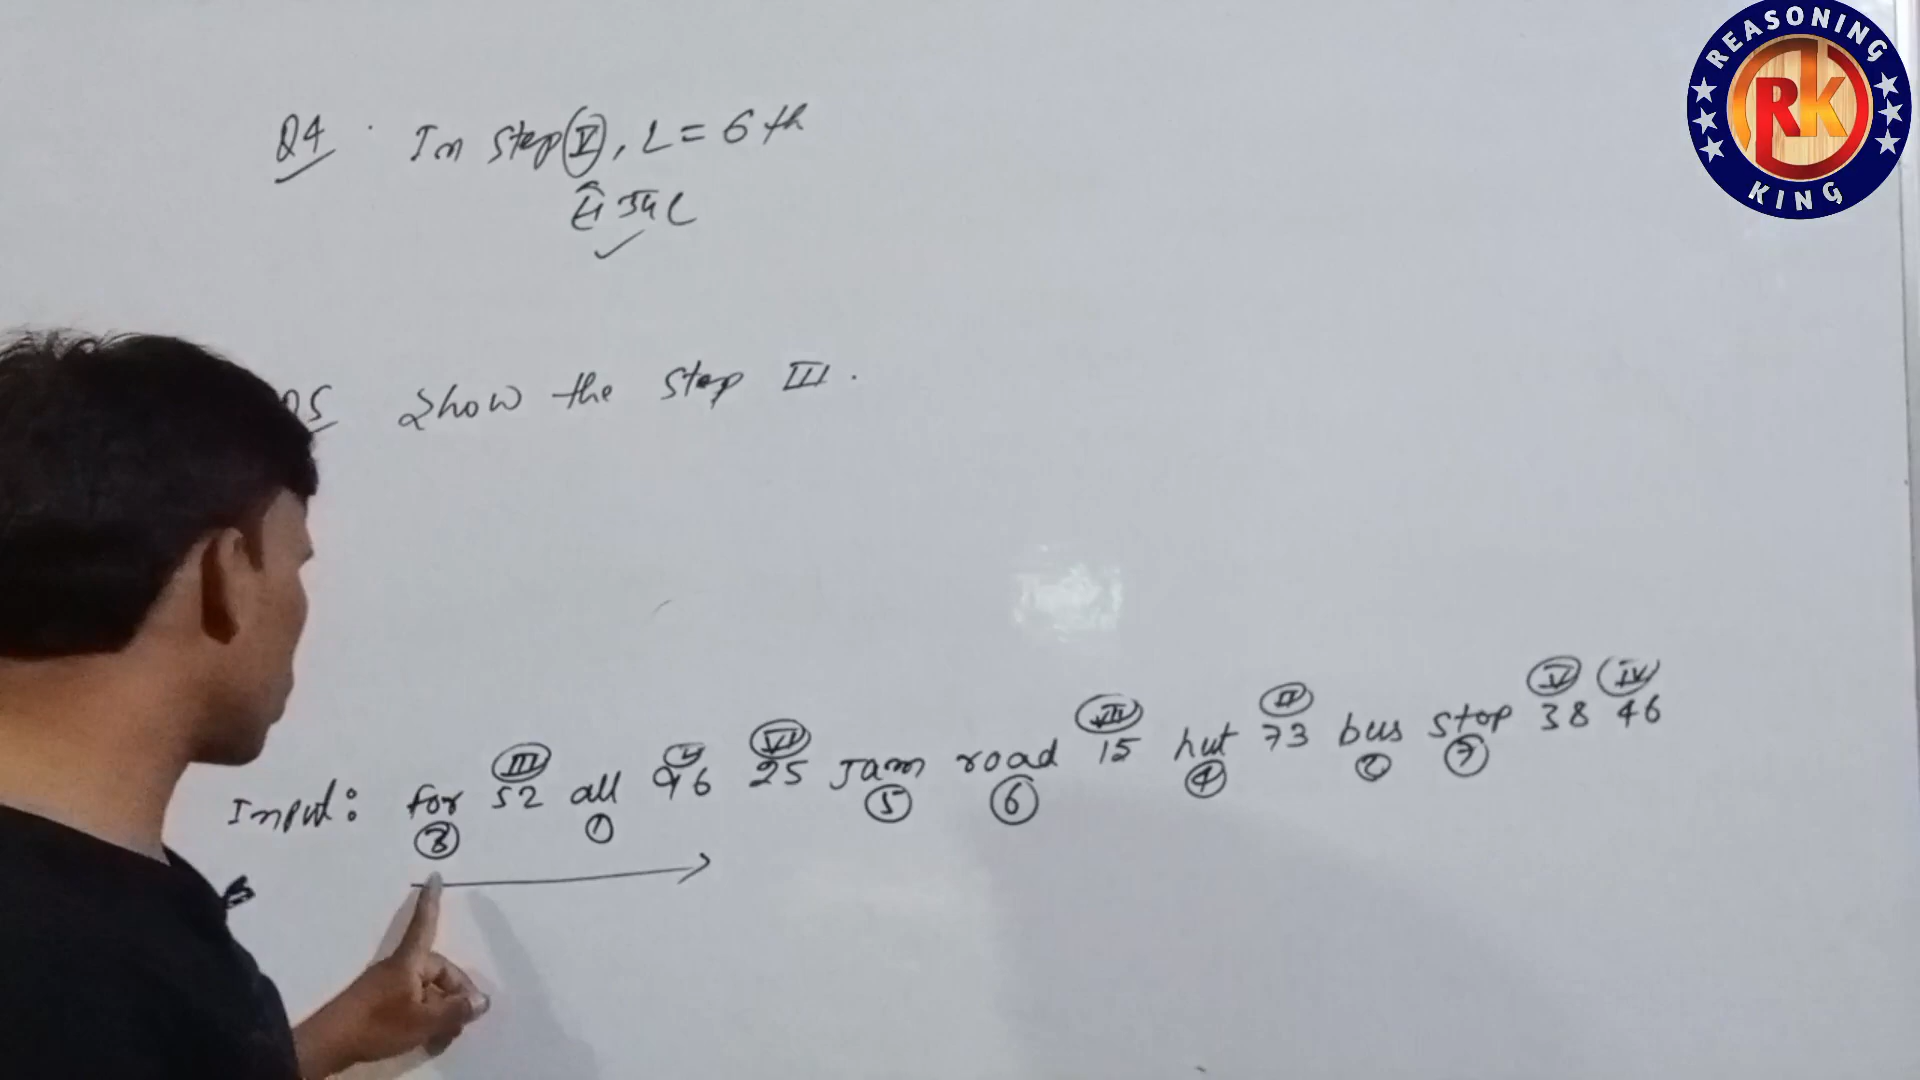 REASONING
RK
KING
Q4. In step (V), L = 6th
Q5 Show the step III.
III VI VII II V IV
Input: for 52 all 96 25 Jam road 15 hut 73 bus stop 38 46
3 1 5 6 4 2 7